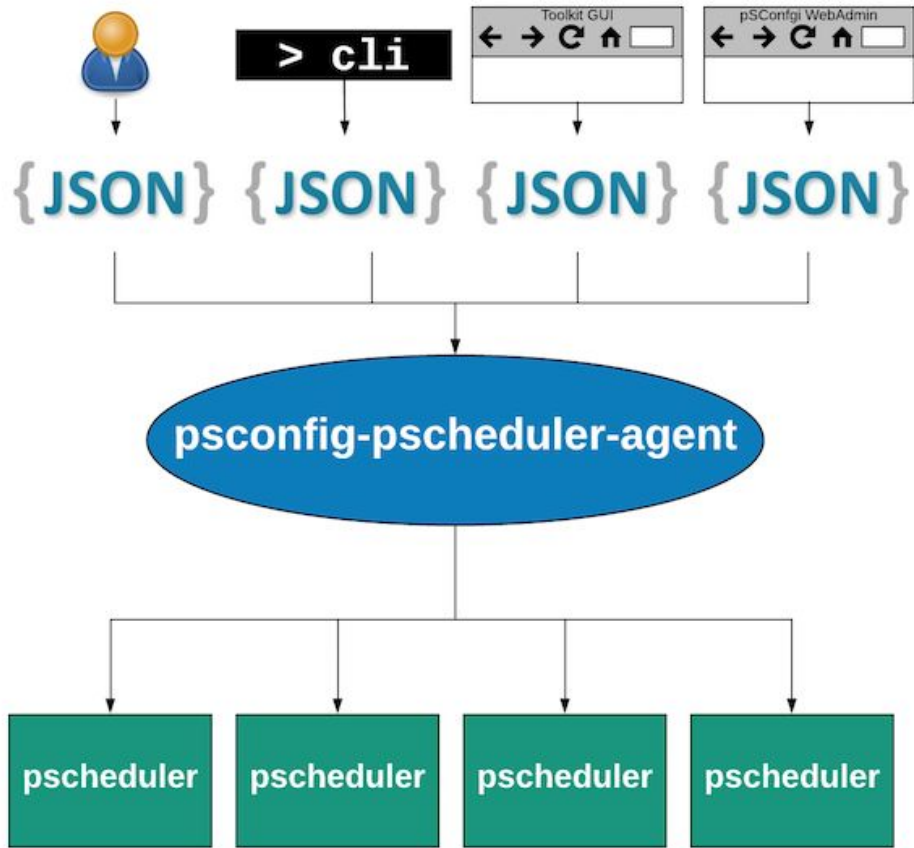 Toolkit GUI
pSConfgi WebAdmin
> cli
{JSON} {JSON} {JSON} {JSON}
psconfig-pscheduler-agent
pscheduler pscheduler pscheduler pscheduler